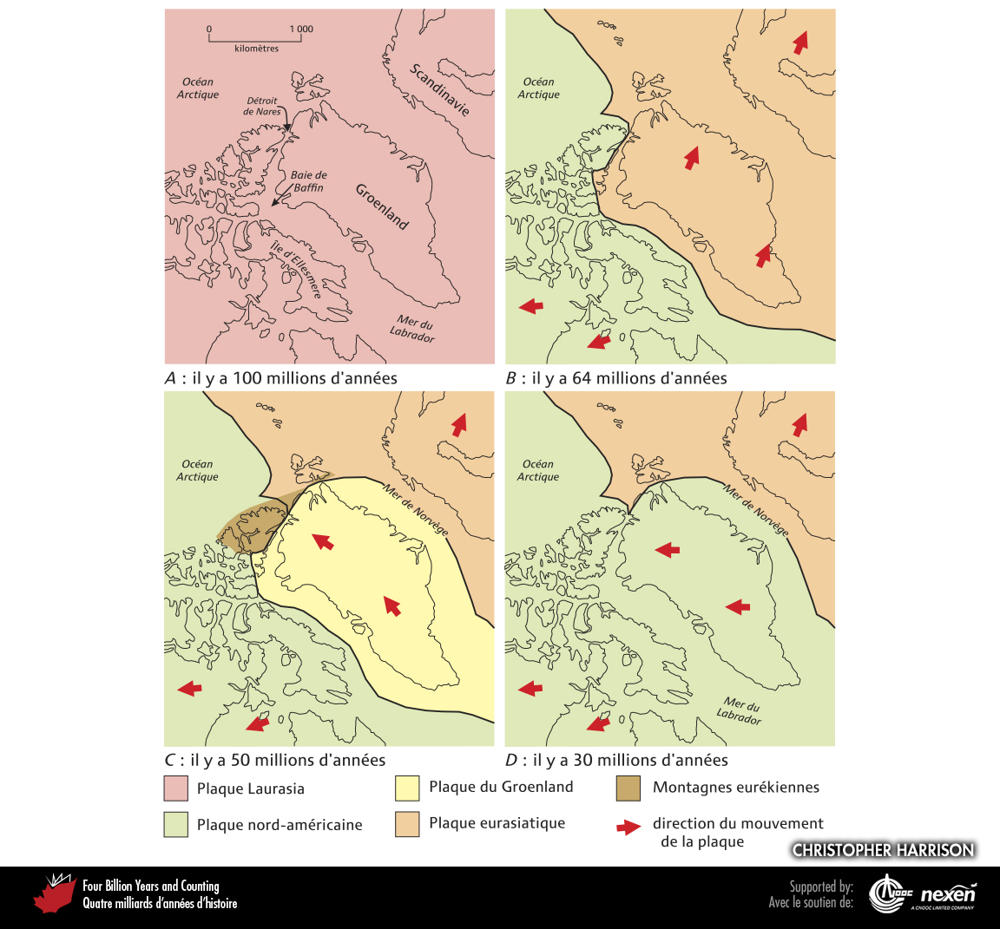 0
1 000
kilomètres
Océan
Arctique
Détroit
de Nares
Scandinavie
Baie de
Baffin
Groenland
Île d'Ellesmere
Mer du
Labrador
A : il y a 100 millions d'années
Océan
Arctique
B : il y a 64 millions d'années
Océan
Arctique
Mer de Norvège
C : il y a 50 millions d'années
Océan
Arctique
Mer de Norvège
Mer du
Labrador
D : il y a 30 millions d'années
Plaque Laurasia
Plaque du Groenland
Montagnes eurékiennes
Plaque nord-américaine
Plaque eurasiatique
direction du mouvement
de la plaque
CHRISTOPHER HARRISON
Four Billion Years and Counting
Quatre milliards d'années d'histoire
Supported by:
Avec le soutien de:
CNOOC
nexen
A CNOOC LIMITED COMPANY